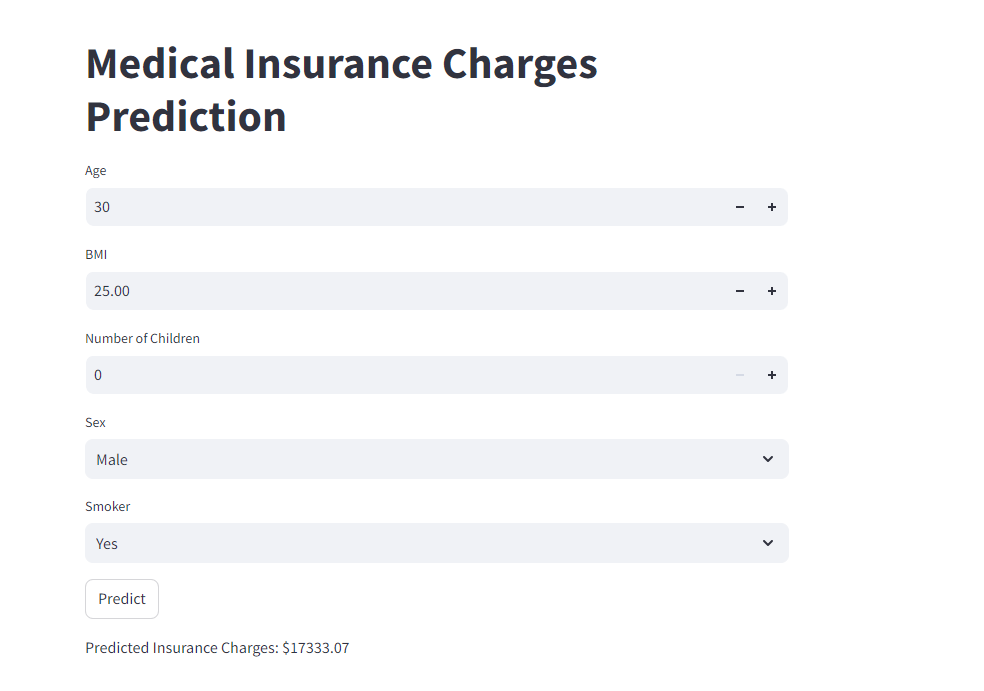 Medical Insurance Charges
Prediction
Age
30
BMI
25.00
Number of Children
0
Sex
Male
Smoker
Yes
Predict
Predicted Insurance Charges: $17333.07